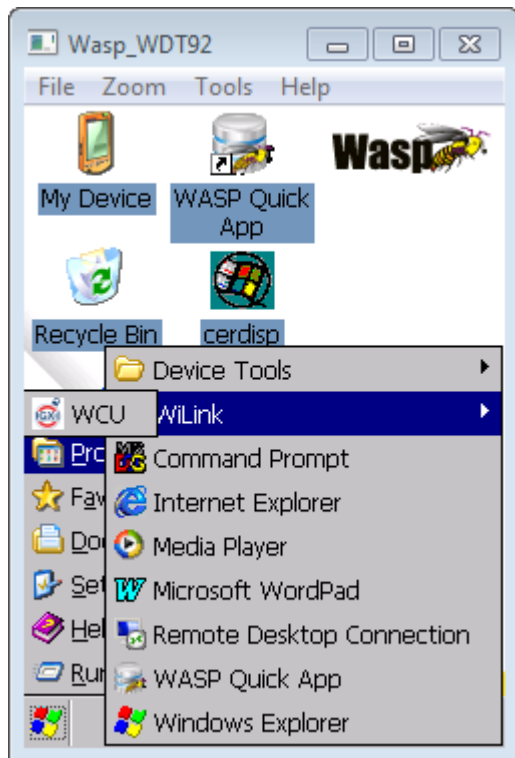 Wasp_WDT92
File Zoom Tools Help
Wasp
My Device
WASP Quick
App
Recycle Bin
cerdisp
Device Tools
WCU
WiLink
Command Prompt
Internet Explorer
Media Player
Microsoft WordPad
Remote Desktop Connection
WASP Quick App
Windows Explorer